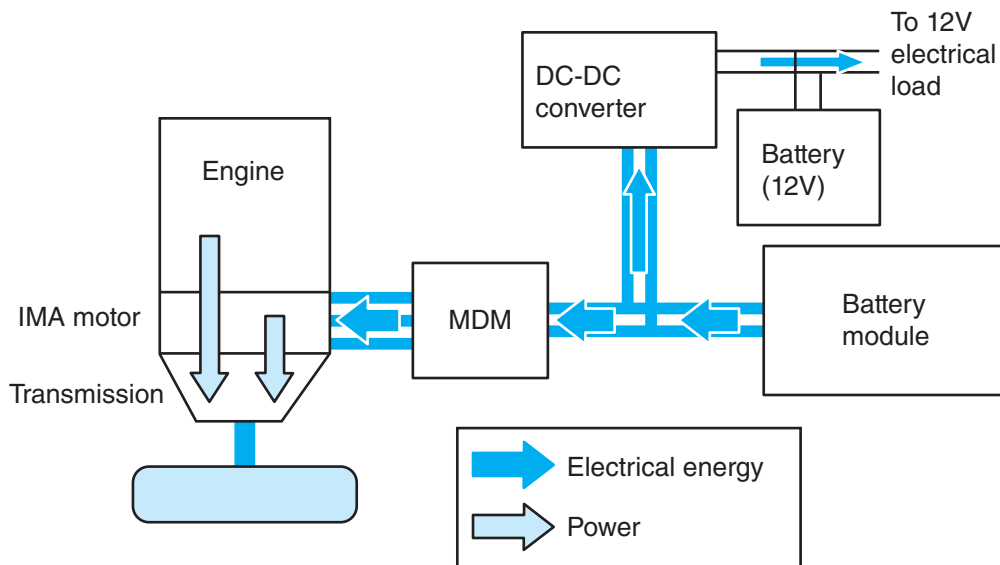 To 12V
electrical
load
DC-DC
converter
Battery
(12V)
Engine
IMA motor
MDM
Battery
module
Transmission
Electrical energy
Power